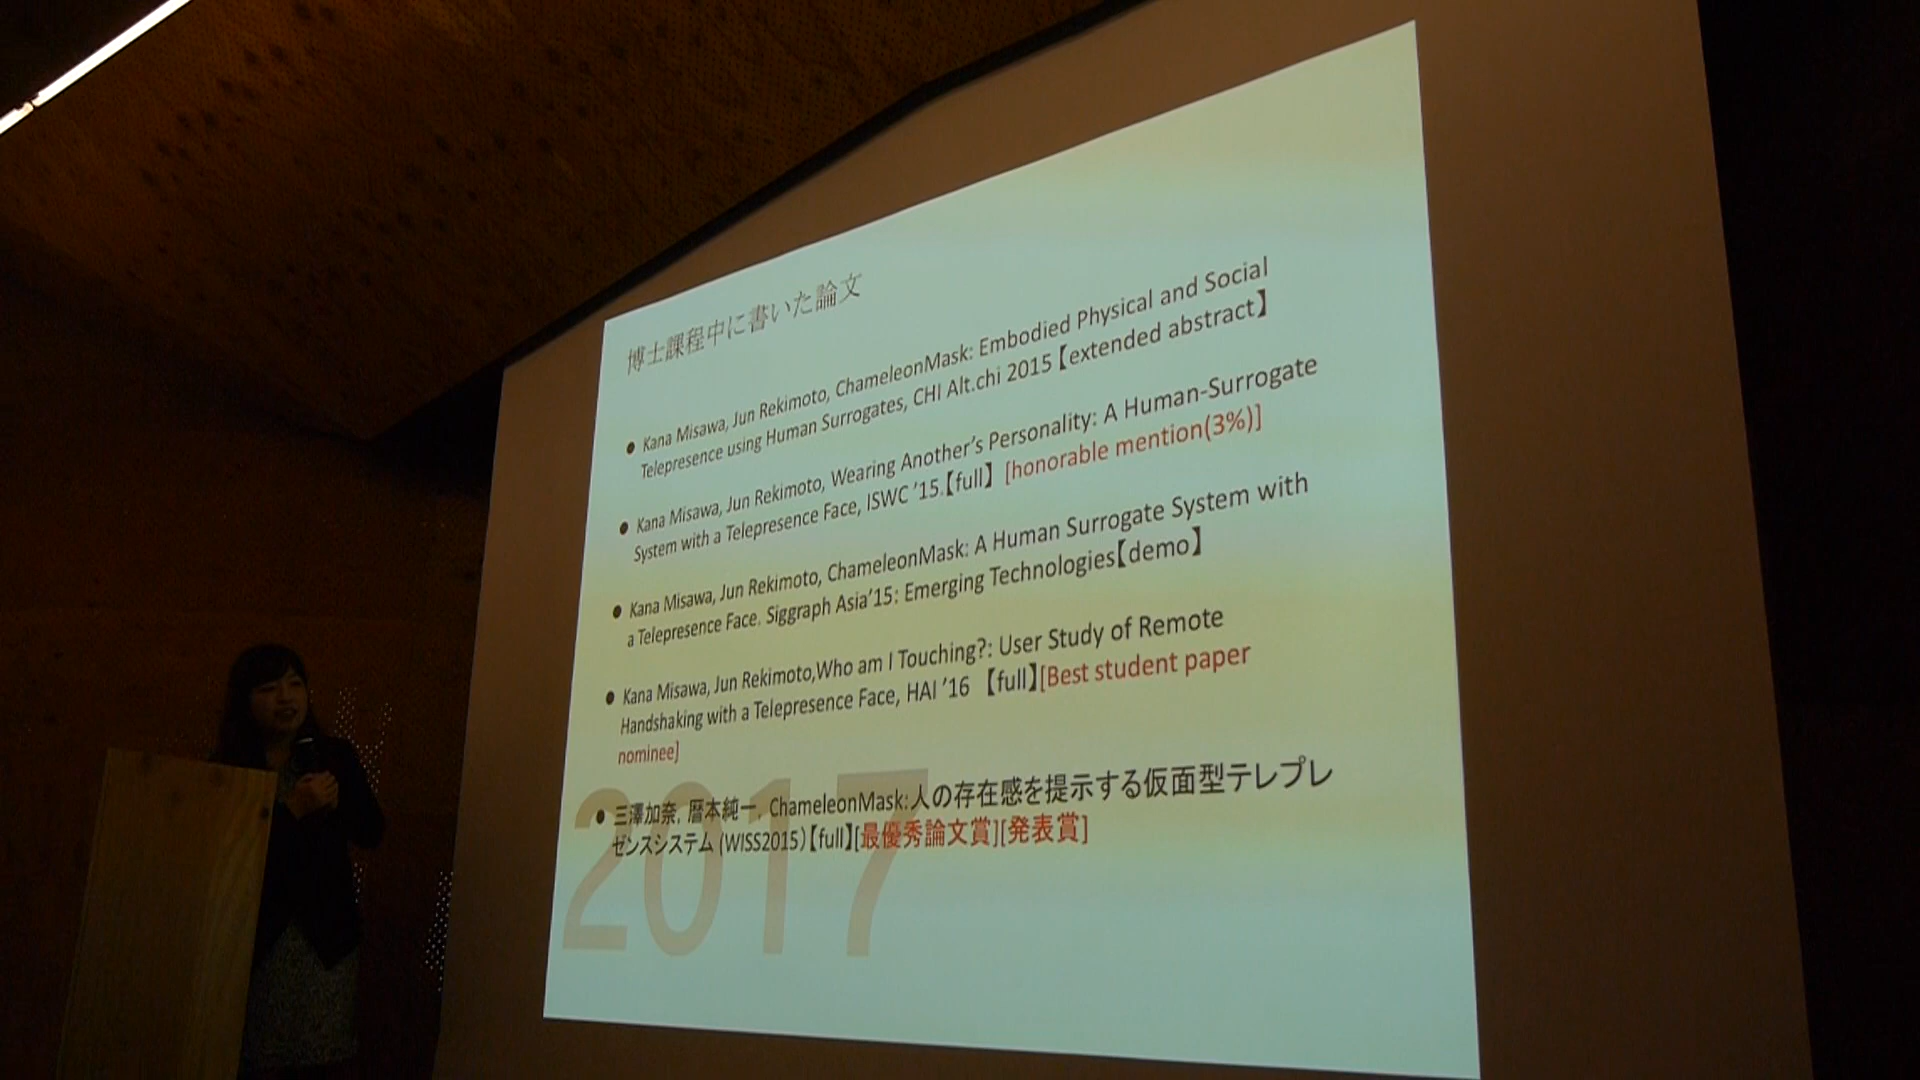 博士課程中に書いた論文
● Kana Misawa, Jun Rekimoto, ChameleonMask: Embodied Physical and Social
Telepresence using Human Surrogates, CHI Alt.chi 2015【extended abstract】
● Kana Misawa, Jun Rekimoto, Wearing Another's Personality: A Human-Surrogate
System with a Telepresence Face, ISWC '15.【full】 [honorable mention(3%)]
● Kana Misawa, Jun Rekimoto, ChameleonMask: A Human Surrogate System with
a Telepresence Face. Siggraph Asia'15: Emerging Technologies【demo】
● Kana Misawa, Jun Rekimoto,Who am I Touching?: User Study of Remote
Handshaking with a Telepresence Face, HAI '16 【full】[Best student paper
nominee]
● 三澤加奈, 暦本純一, ChameleonMask:人の存在感を提示する仮面型テレプレ
ゼンスシステム (WISS2015)【full】[最優秀論文賞][発表賞]
2017